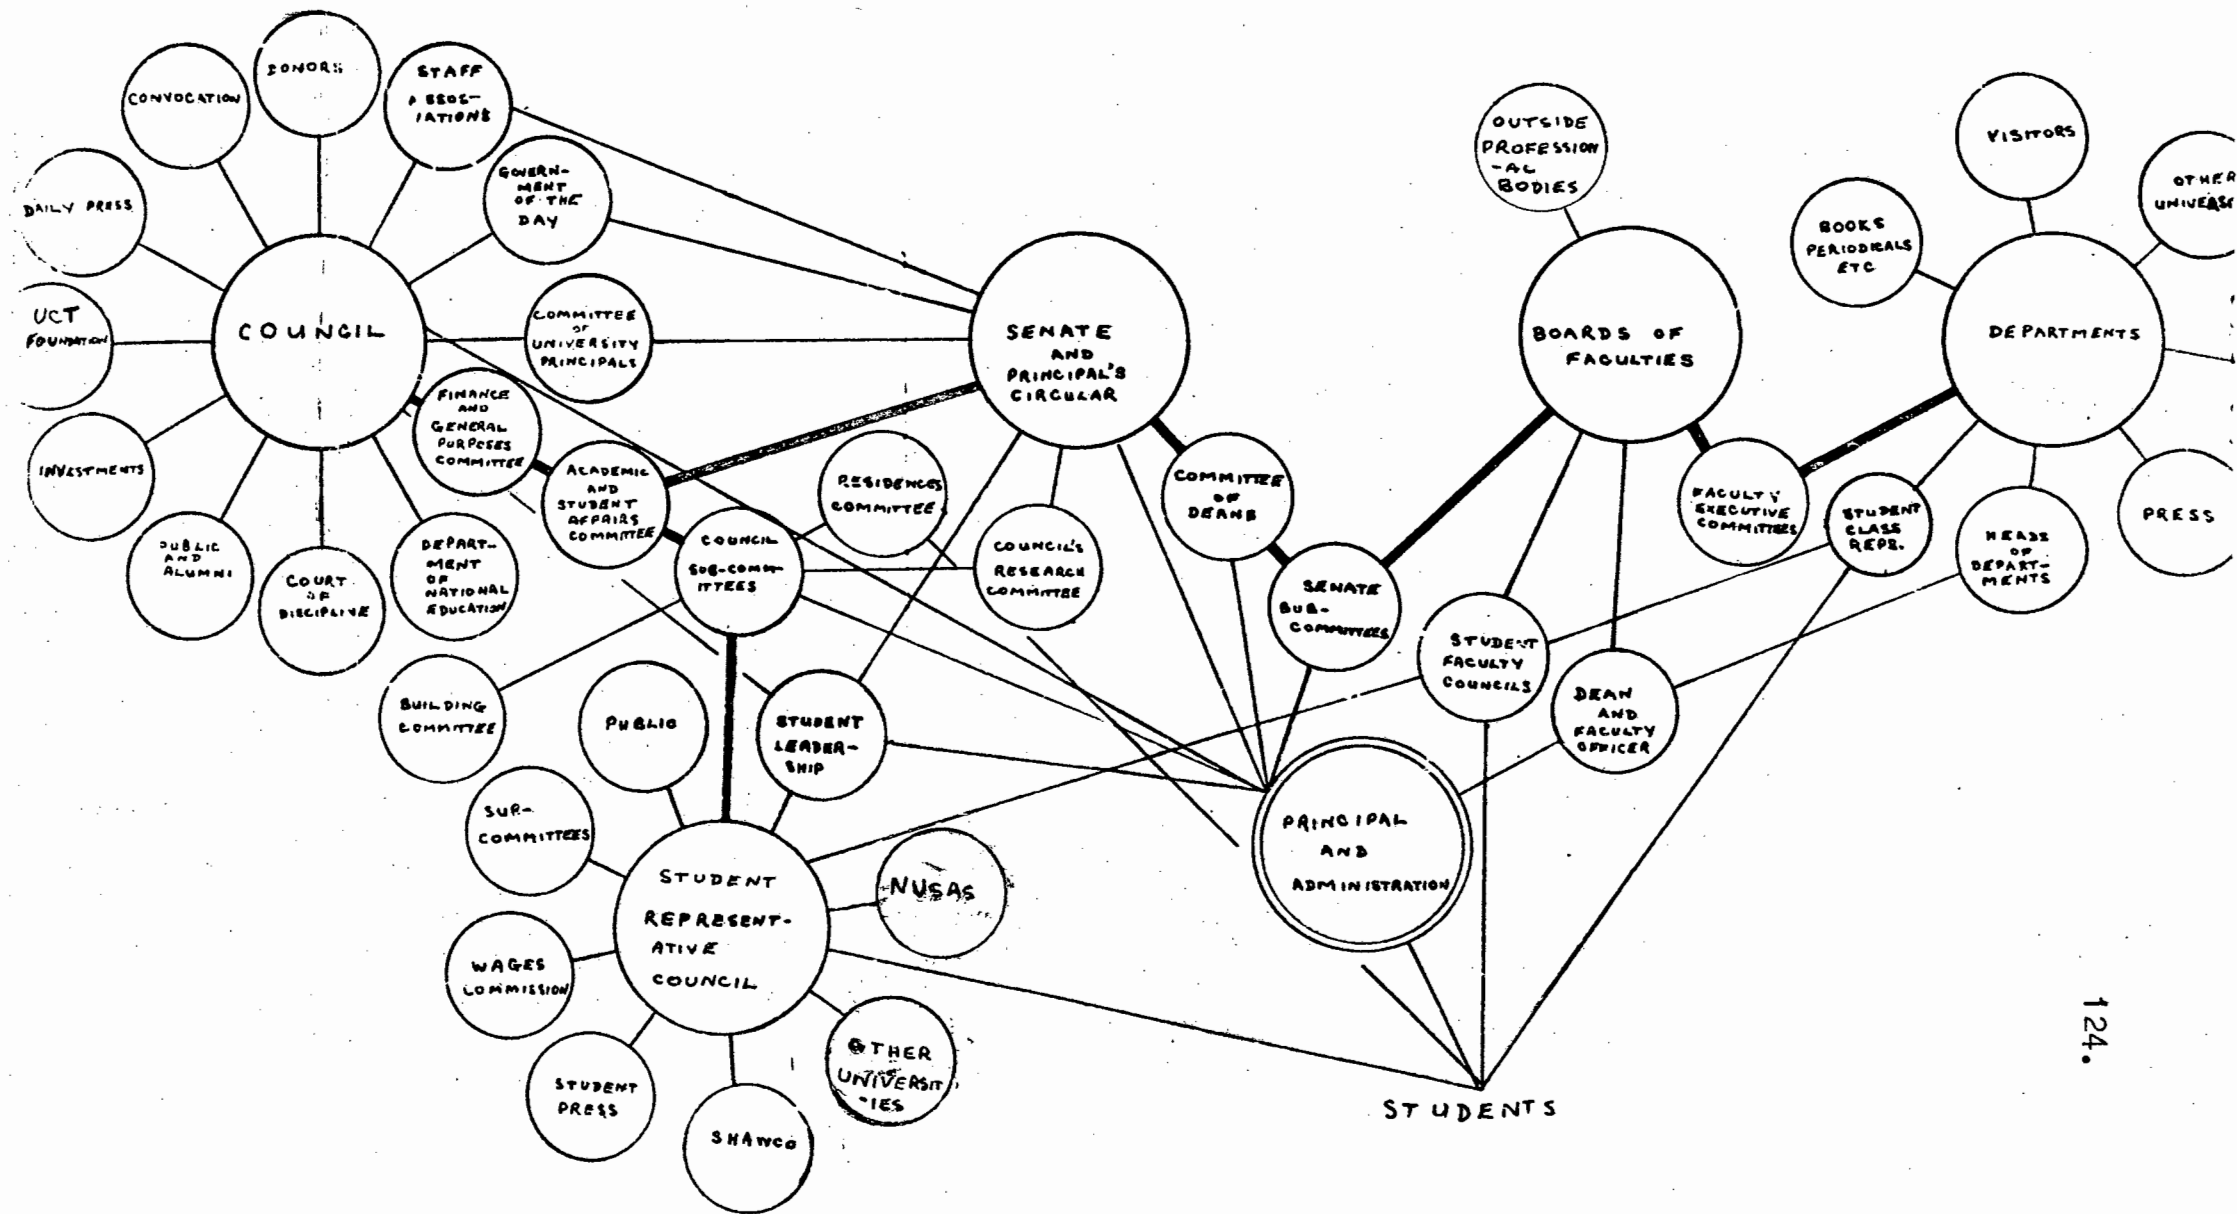 DONORS
CONVOCATION
STAFF
ASSOC-
IATIONS
DAILY PRESS
GOVERN-
MENT
OF THE
DAY
UCT
FOUNDATION
COUNCIL
COMMITTEE
OF
UNIVERSITY
PRINCIPALS
FINANCE
AND
GENERAL
PURPOSES
COMMITTEE
INVESTMENTS
ACADEMIC
AND
STUDENT
AFFAIRS
COMMITTEE
PUBLIC
AND
ALUMNI
COURT
OF
DISCIPLINE
DEPART-
MENT
OF
NATIONAL
EDUCATION
COUNCIL
SUB-COMM-
ITTEES
RESIDENCES
COMMITTEE
COUNCIL'S
RESEARCH
COMMITTEE
SENATE
AND
PRINCIPAL'S
CIRCULAR
COMMITTEE
OF
DEANS
SENATE
SUB-
COMMITTEES
OUTSIDE
PROFESSION
-AL
BODIES
BOARDS OF
FACULTIES
BOOKS
PERIODICALS
ETC
VISITORS
OTHER
DEPARTMENTS
FACULTY
EXECUTIVE
COMMITTEES
STUDENT
CLASS
REPS.
HEADS
OF
DEPART-
MENTS
PRESS
STUDENT
FACULTY
COUNCILS
DEAN
AND
FACULTY
OFFICER
BUILDING
COMMITTEE
PUBLIC
STUDENT
LEADER-
SHIP
SUB-
COMMITTEES
STUDENT
REPRESENT-
ATIVE
COUNCIL
NUSAS
WAGES
COMMISSION
STUDENT
PRESS
SHAWCO
OTHER
UNIVERSIT
-IES
PRINCIPAL
AND
ADMINISTRATION
STUDENTS
124.